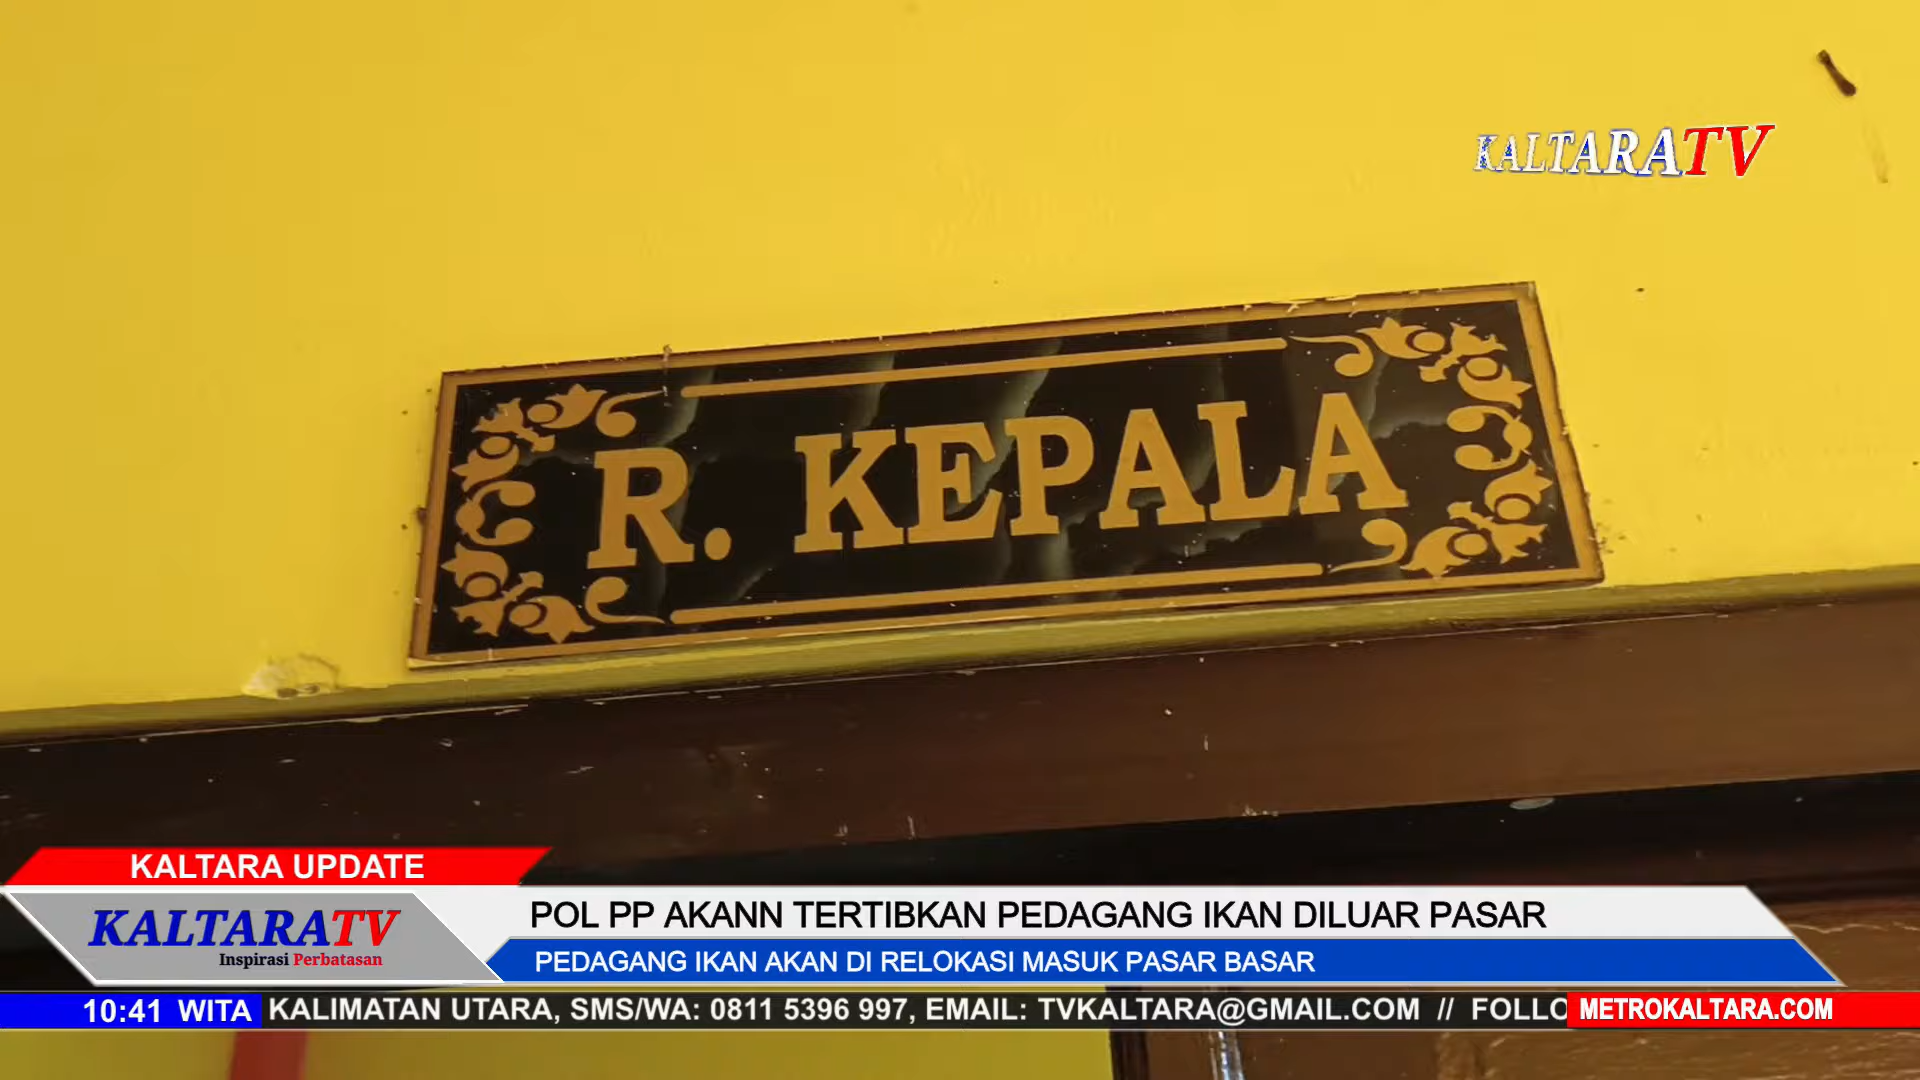 KALTARATV
R. KEPALA
KALTARA UPDATE
KALTARATV
Inspirasi Perbatasan
POL PP AKANN TERTIBKAN PEDAGANG IKAN DILUAR PASAR
PEDAGANG IKAN AKAN DI RELOKASI MASUK PASAR BASAR
10:41 WITA
KALIMATAN UTARA, SMS/WA: 0811 5396 997, EMAIL: TVKALTARA@GMAIL.COM // FOLLO
METROKALTARA.COM